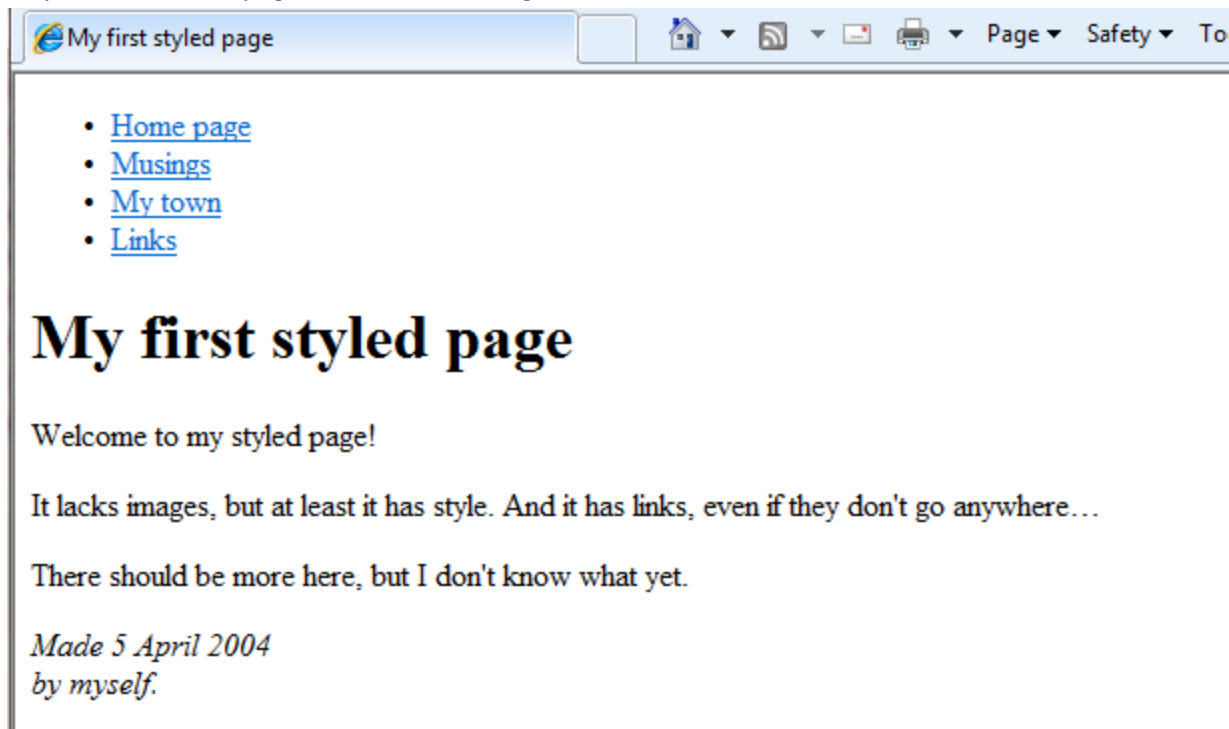 My first styled page
Page
Safety
Home page
Musings
My town
Links
My first styled page
Welcome to my styled page!
It lacks images, but at least it has style. And it has links, even if they don't go anywhere…
There should be more here, but I don't know what yet.
Made 5 April 2004
by myself.